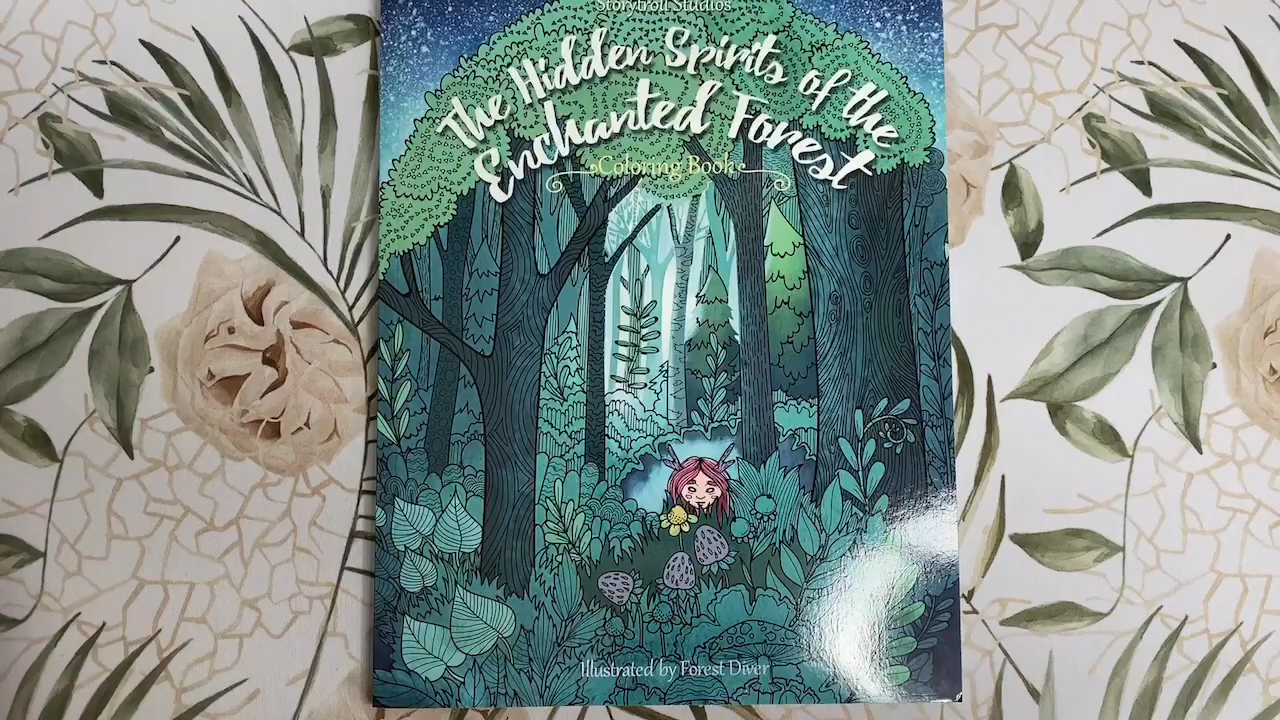 Storytroll Studios
The Hidden Spirits of the
Enchanted Forest
Coloring Book
Illustrated by Forest Diver